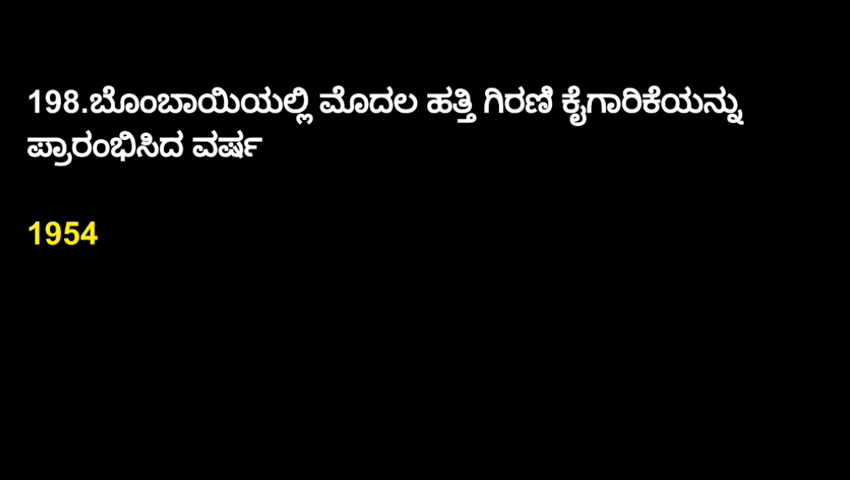 198.ಬೊಂಬಾಯಿಯಲ್ಲಿ ಮೊದಲ ಹತ್ತಿ ಗಿರಣಿ ಕೈಗಾರಿಕೆಯನ್ನು
ಪ್ರಾರಂಭಿಸಿದ ವರ್ಷ
1954